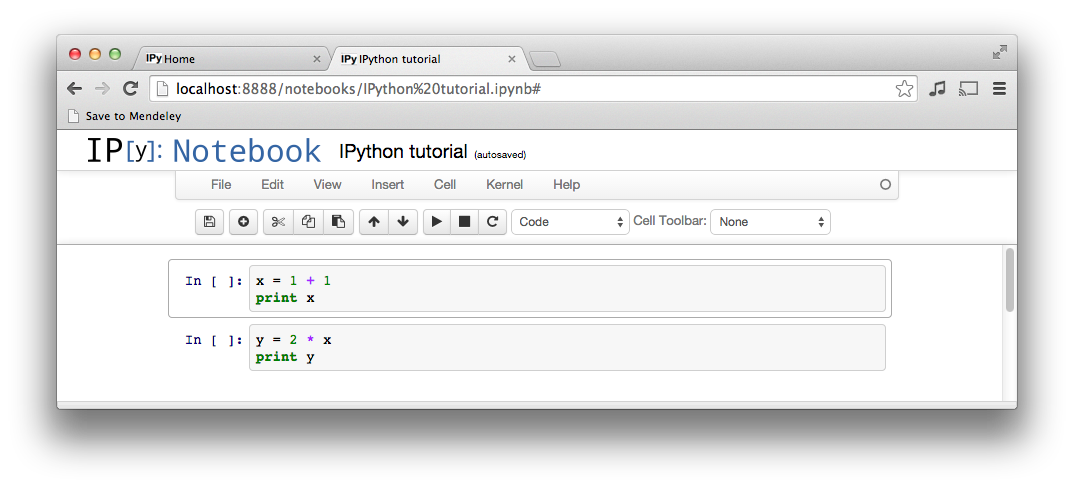 IPy Home IPy IPython tutorial
localhost:8888/notebooks/IPython%20tutorial.ipynb#
Save to Mendeley
IP[y]: Notebook IPython tutorial (autosaved)
File Edit View Insert Cell Kernel Help
Code Cell Toolbar: None
In [ ]: x = 1 + 1
print x
In [ ]: y = 2 * x
print y